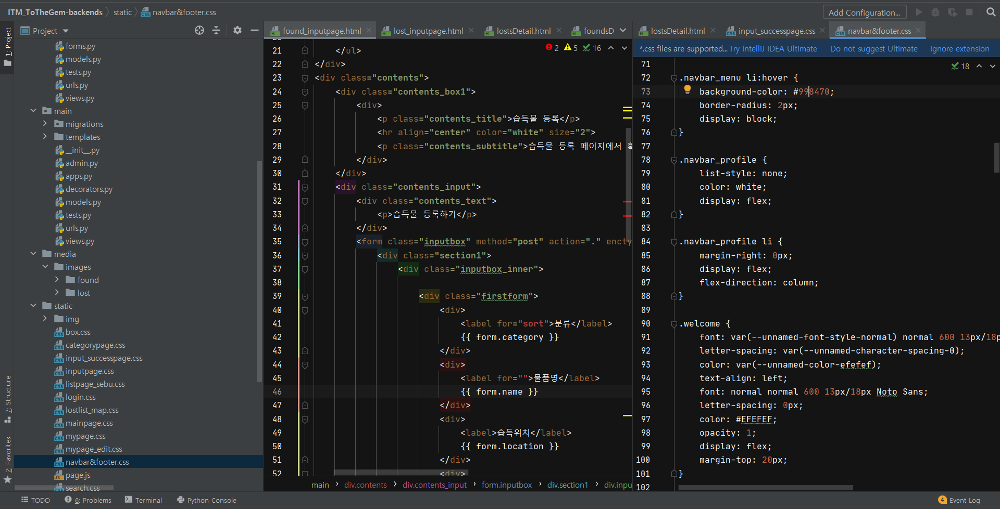 ITM_ToTheGem-backends
static
navbar&footer.css
Add Configuration...
1: Project
Project
forms.py
models.py
tests.py
urls.py
views.py
main
migrations
templates
__init__.py
admin.py
apps.py
decorators.py
models.py
tests.py
urls.py
views.py
media
images
found
lost
static
img
box.css
categorypage.css
input_successpage.css
inputpage.css
listpage_sebu.css
login.css
lostlist_map.css
mainpage.css
mypage.css
mypage_edit.css
navbar&footer.css
page.js
search.css
7: Structure
2: Favorites
found_inputpage.html
lost_inputpage.html
lostsDetail.html
foundsD
2 5 16
21 </ul>
22 </div>
23 <div class="contents">
24 <div class="contents_box1">
25 <div>
26 <p class="contents_title">습득물 등록</p>
27 <hr align="center" color="white" size="2">
28 <p class="contents_subtitle">습득물 등록 페이지에서
29 </div>
30 </div>
31 <div class="contents_input">
32 <div class="contents_text">
33 <p>습득물 등록하기</p>
34 </div>
35 <form class="inputbox" method="post" action="." encty
36 <div class="section1">
37 <div class="inputbox_inner">
38
39 <div class="firstform">
40 <div>
41 <label for="sort">분류</label>
42 {{ form.category }}
43 </div>
44 <div>
45 <label for="">물품명</label>
46 {{ form.name }}
47 </div>
48 <div>
49 <label>습득위치</label>
50 {{ form.location }}
51 </div>
52 <div>
main
div.contents
div.contents_input
form.inputbox
div.section1
div.inpu
lostsDetail.html
input_successpage.css
navbar&footer.css
*.css files are supported... Try IntelliJ IDEA Ultimate Do not suggest Ultimate Ignore extension
18
71
72 .navbar_menu li:hover {
73 background-color: #998470;
74 border-radius: 2px;
75 display: block;
76 }
77
78 .navbar_profile {
79 list-style: none;
80 color: white;
81 display: flex;
82 }
83
84 .navbar_profile li {
85 margin-right: 0px;
86 display: flex;
87 flex-direction: column;
88 }
89
90 .welcome {
91 font: var(--unnamed-font-style-normal) normal 600 13px/18p
92 letter-spacing: var(--unnamed-character-spacing-0);
93 color: var(--unnamed-color-efefef);
94 text-align: left;
95 font: normal normal 600 13px/18px Noto Sans;
96 letter-spacing: 0px;
97 color: #EFEFEF;
98 opacity: 1;
99 display: flex;
100 margin-top: 20px;
101 }
102
TODO
6: Problems
Terminal
Python Console
4 Event Log